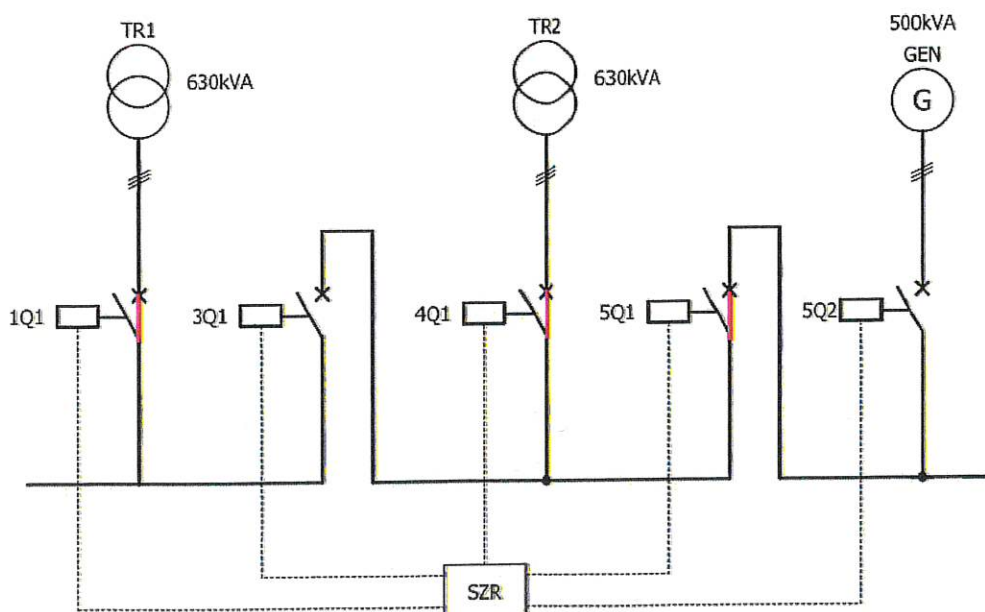 TR1
630kVA
TR2
630kVA
500kVA
GEN
G
1Q1
3Q1
4Q1
5Q1
5Q2
SZR